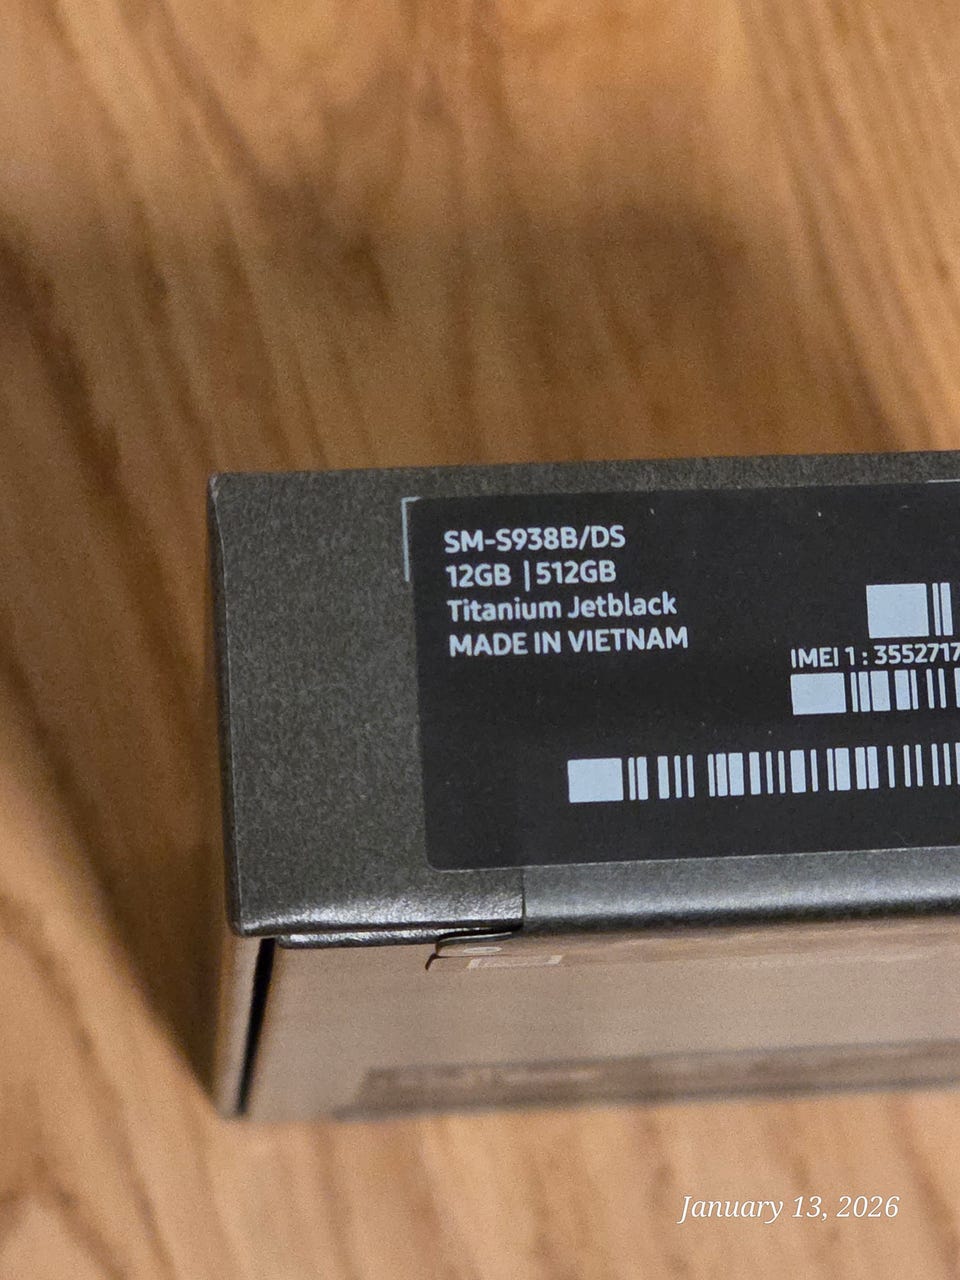 SM-S938B/DS
12GB | 512GB
Titanium Jetblack
MADE IN VIETNAM
IMEI 1 : 3552717
January 13, 2026